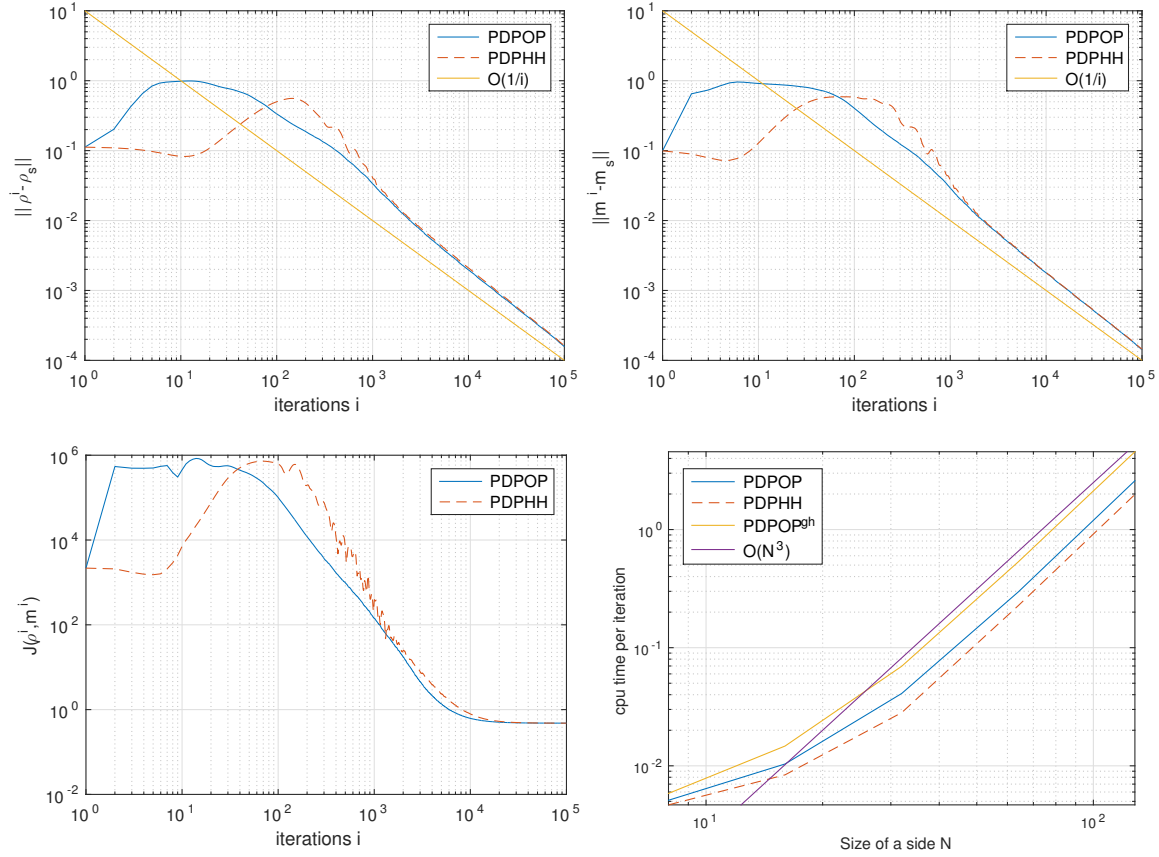 PDPOP
PDPHH
O(1/i)
10^0 10^1 10^2 10^3 10^4 10^5
10^1
10^0
10^-1
10^-2
10^-3
10^-4
|| ρ^i - ρ_s ||
iterations i
PDPOP
PDPHH
O(1/i)
10^0 10^1 10^2 10^3 10^4 10^5
10^1
10^0
10^-1
10^-2
10^-3
10^-4
||m^i - m_s||
iterations i
PDPOP
PDPHH
10^6
10^4
10^2
10^0
10^-2
J(ρ^i,m^i)
10^0 10^1 10^2 10^3 10^4 10^5
iterations i
PDPOP
PDPHH
PDPOP^gh
O(N^3)
10^0
10^-1
10^-2
cpu time per iteration
10^1 10^2
Size of a side N